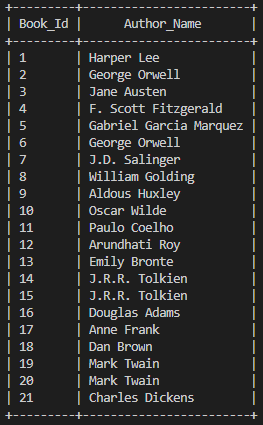 +---------+-----------------------+
| Book_Id |      Author_Name      |
+---------+-----------------------+
| 1       | Harper Lee            |
| 2       | George Orwell         |
| 3       | Jane Austen           |
| 4       | F. Scott Fitzgerald   |
| 5       | Gabriel Garcia Marquez |
| 6       | George Orwell         |
| 7       | J.D. Salinger         |
| 8       | William Golding       |
| 9       | Aldous Huxley         |
| 10      | Oscar Wilde           |
| 11      | Paulo Coelho          |
| 12      | Arundhati Roy         |
| 13      | Emily Bronte          |
| 14      | J.R.R. Tolkien        |
| 15      | J.R.R. Tolkien        |
| 16      | Douglas Adams         |
| 17      | Anne Frank            |
| 18      | Dan Brown             |
| 19      | Mark Twain            |
| 20      | Mark Twain            |
| 21      | Charles Dickens       |
+---------+-----------------------+